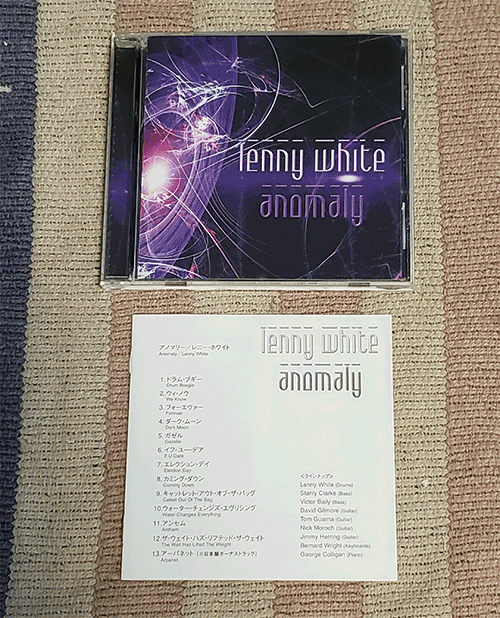 lenny white
anomaly
lenny white
anomaly
アノマリー／レニー・ホワイト
Anomaly / Lenny White
1. ドラム・ブギー
Drum Boogie
2. ウィ・ノウ
We Know
3. フォーエヴァー
Forever
4. ダーク・ムーン
Dark Moon
5. ガゼル
Gazelle
6. イフ・ユー・デア
If U Dare
7. エレクション・デイ
Election Day
8. カミング・ダウン
Coming Down
9. キャットレット・アウト・オブ・ザ・バッグ
Catlett Out Of The Bag
10. ウォーター・チェンジズ・エヴリシング
Water Changes Everything
11. アンセム
Anthem
12. ザ・ウェイト・ハズ・リフテッド・ザ・ウェイト
The Wait Has Lifted The Weight
13. アーパネット（※日本盤ボーナストラック）
Arpanet
＜ラインナップ＞
Lenny White (Drums)
Stanly Clarke (Bass)
Victor Baily (Bass)
David Gilmore (Guitar)
Tom Guarna (Guitar)
Nick Moroch (Guitar)
Jimmy Herring (Guitar)
Bernard Wright (Keyboards)
George Colligan (Piano)